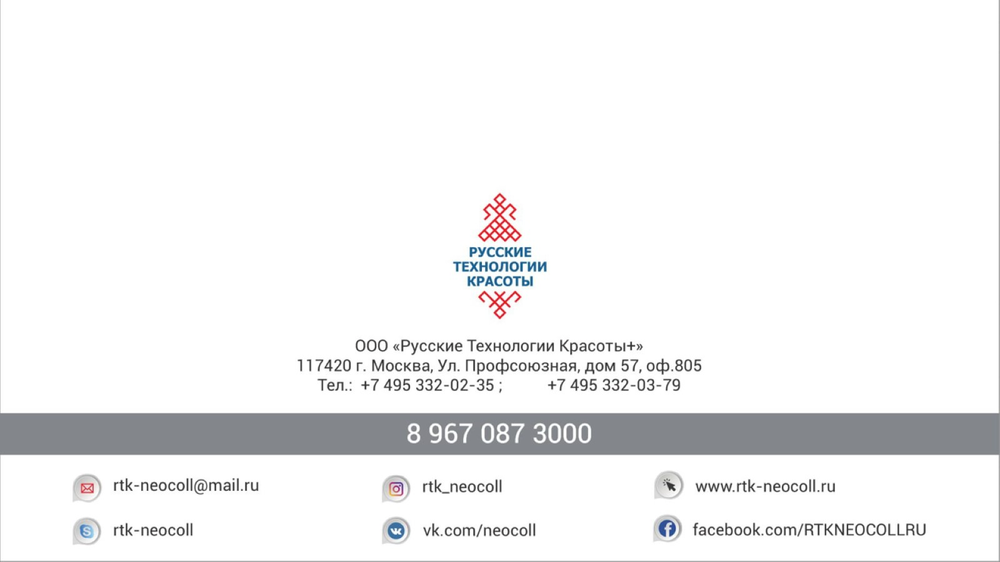 РУССКИЕ
ТЕХНОЛОГИИ
КРАСОТЫ
ООО «Русские Технологии Красоты+»
117420 г. Москва, Ул. Профсоюзная, дом 57, оф.805
Тел.: +7 495 332-02-35 ; +7 495 332-03-79
8 967 087 3000
rtk-neocoll@mail.ru
rtk_neocoll
www.rtk-neocoll.ru
rtk-neocoll
vk.com/neocoll
facebook.com/RTKNEOCOLLRU